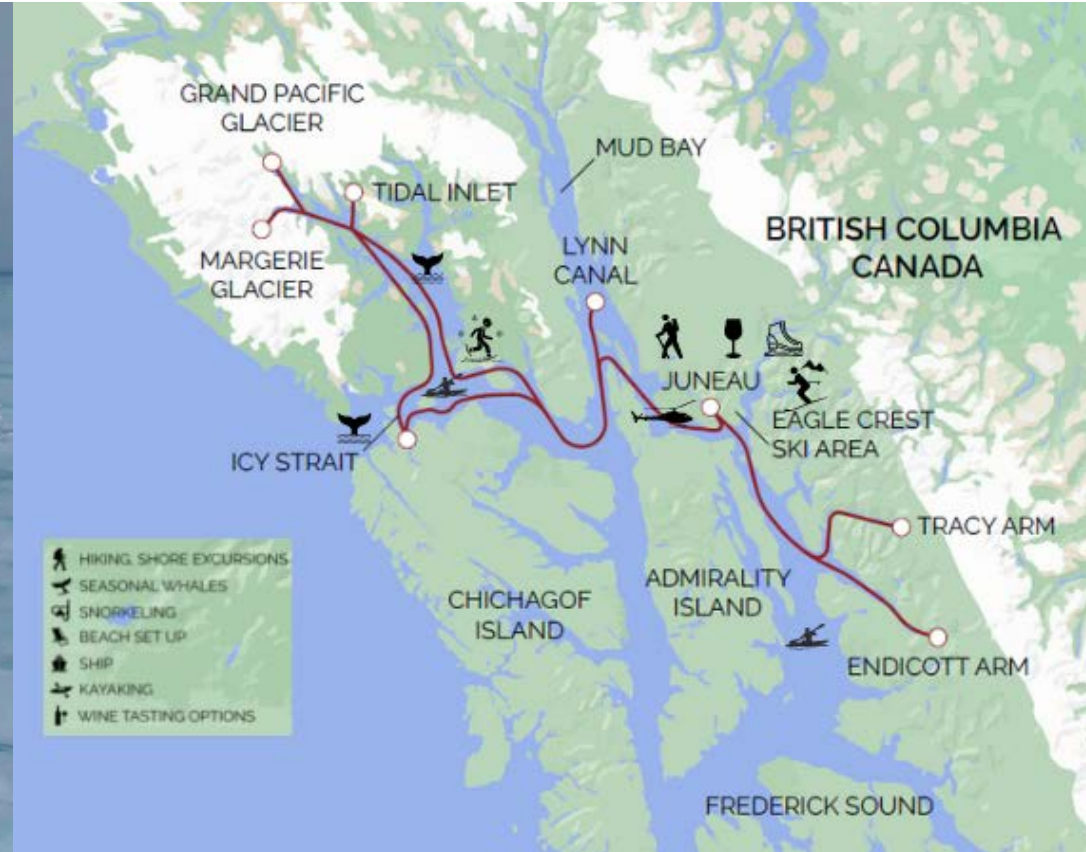 GRAND PACIFIC
GLACIER
MUD BAY
TIDAL INLET
BRITISH COLUMBIA
CANADA
MARGERIE
GLACIER
LYNN
CANAL
JUNEAU
EAGLE CREST
SKI AREA
ICY STRAIT
TRACY ARM
HIKING, SHORE EXCURSIONS
SEASONAL WHALES
SNORKELING
BEACH SET UP
SHIP
KAYAKING
WINE TASTING OPTIONS
CHICHAGOF
ISLAND
ADMIRALITY
ISLAND
ENDICOTT ARM
FREDERICK SOUND